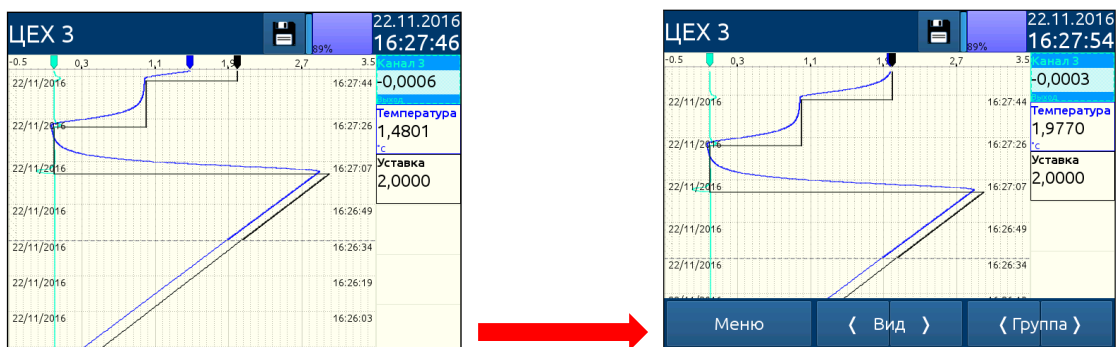 ЦЕХ 3
89%
22.11.2016
16:27:46
-0.5 0,3 1,1 1,9 2,7 3.5
Канал 3
-0,0006
22/11/2016 16:27:44
Температура
1,4801
°c
22/11/2016 16:27:26
Уставка
2,0000
22/11/2016 16:27:07
22/11/2016 16:26:49
22/11/2016 16:26:34
22/11/2016 16:26:19
22/11/2016 16:26:03
ЦЕХ 3
89%
22.11.2016
16:27:54
-0.5 0,3 1,1 2,7 3.5
Канал 3
-0,0003
22/11/2016 16:27:44
Температура
1,9770
°c
22/11/2016 16:27:26
Уставка
2,0000
22/11/2016 16:27:07
22/11/2016 16:26:49
22/11/2016 16:26:34
Меню
❬ Вид ❭
❬ Группа ❭